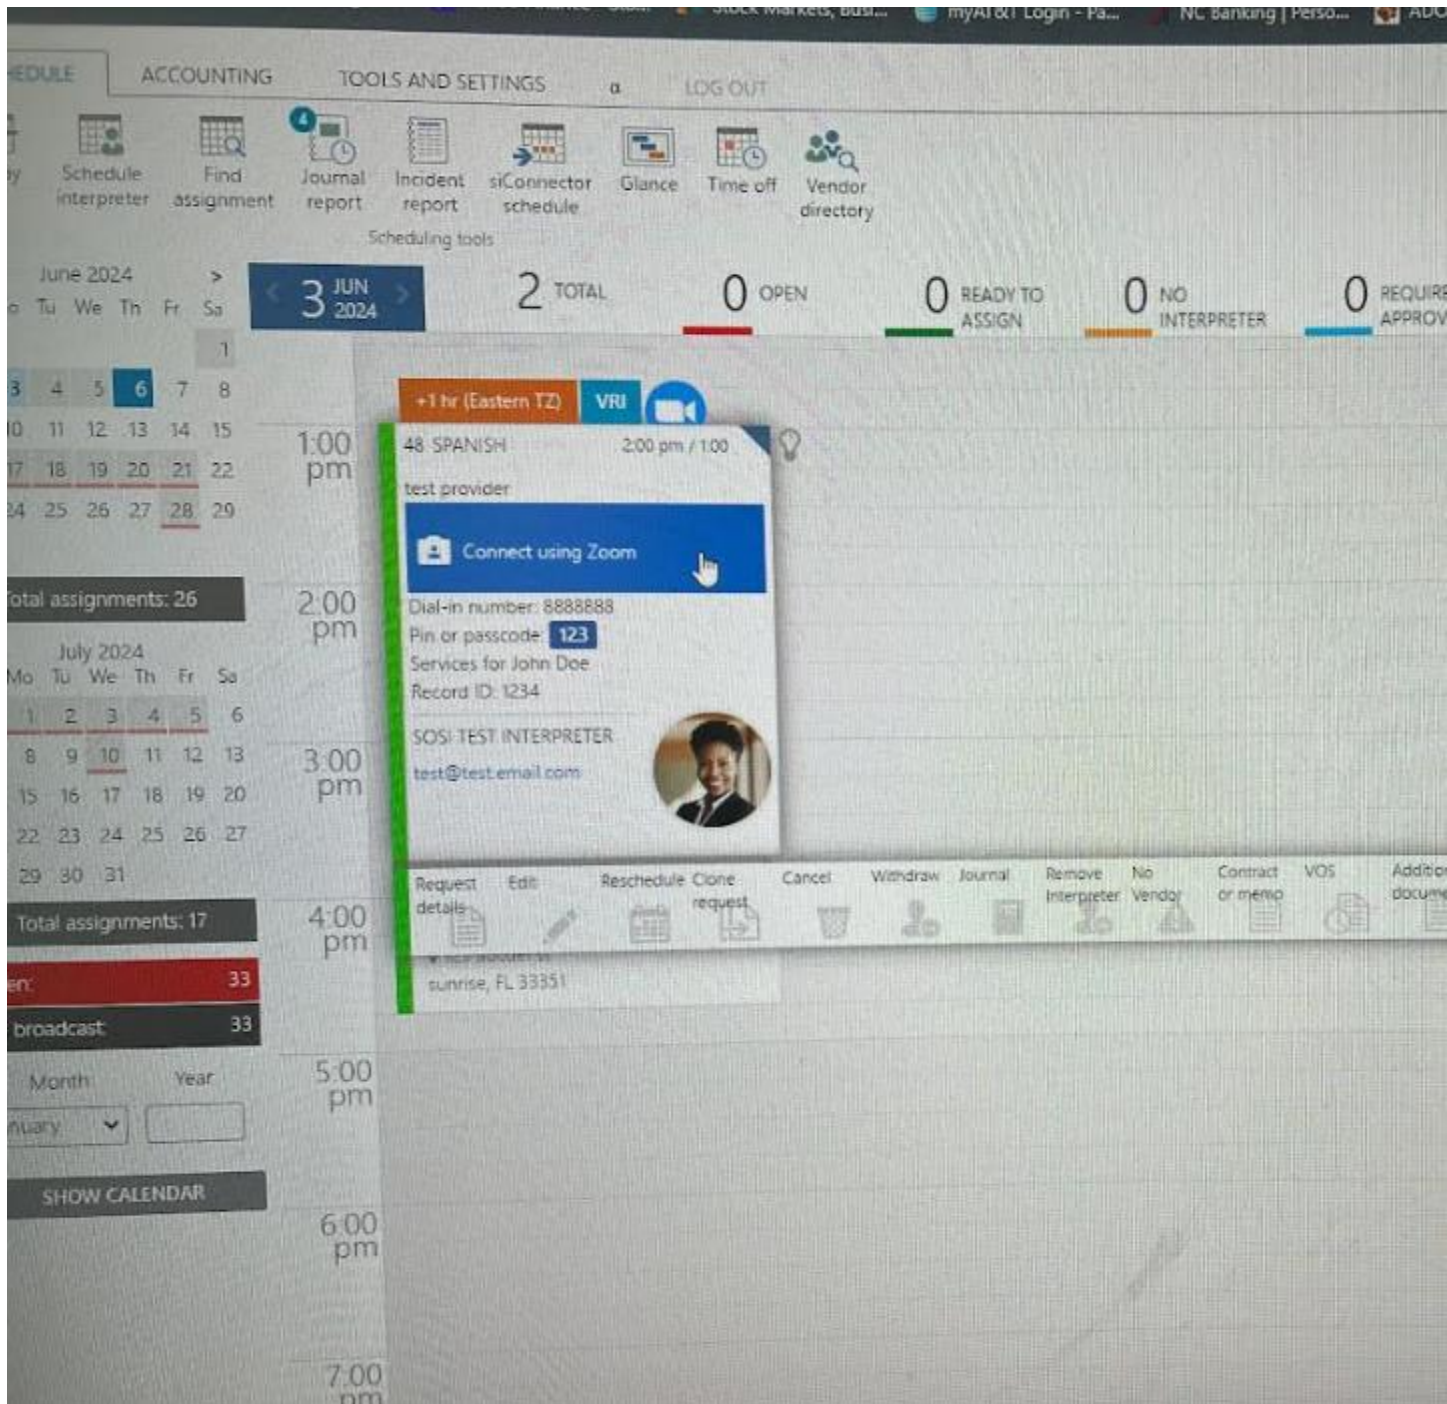 myAT&T Login - Pa...
NC Banking | Perso...
ACCOUNTING
TOOLS AND SETTINGS
α
LOG OUT
4
Schedule interpreter
Find assignment
Journal report
Incident report
siConnector schedule
Glance
Time off
Vendor directory
Scheduling tools
June 2024 >
Tu We Th Fr Sa
1
3 4 5 6 7 8
10 11 12 13 14 15
17 18 19 20 21 22
24 25 26 27 28 29
< 3 JUN 2024 >
2 TOTAL
0 OPEN
0 READY TO ASSIGN
0 NO INTERPRETER
0
+1 hr (Eastern TZ)
VRI
1:00 pm
48 SPANISH 2:00 pm / 1:00
test provider
Connect using Zoom
Total assignments: 26
2:00 pm
Dial-in number: 8888888
Pin or passcode: 123
Services for John Doe
Record ID: 1234
SOSI TEST INTERPRETER
test@test.email.com
July 2024
Mo Tu We Th Fr Sa
1 2 3 4 5 6
8 9 10 11 12 13
15 16 17 18 19 20
22 23 24 25 26 27
29 30 31
3:00 pm
Total assignments: 17
4:00 pm
Request details
Edit
Reschedule
Clone request
Cancel
Withdraw
Journal
Remove Interpreter
No Vendor
Contract or memo
VOS
sunrise, FL 33351
33
broadcast: 33
Month: Year
5:00 pm
SHOW CALENDAR
6:00 pm
7:00 pm